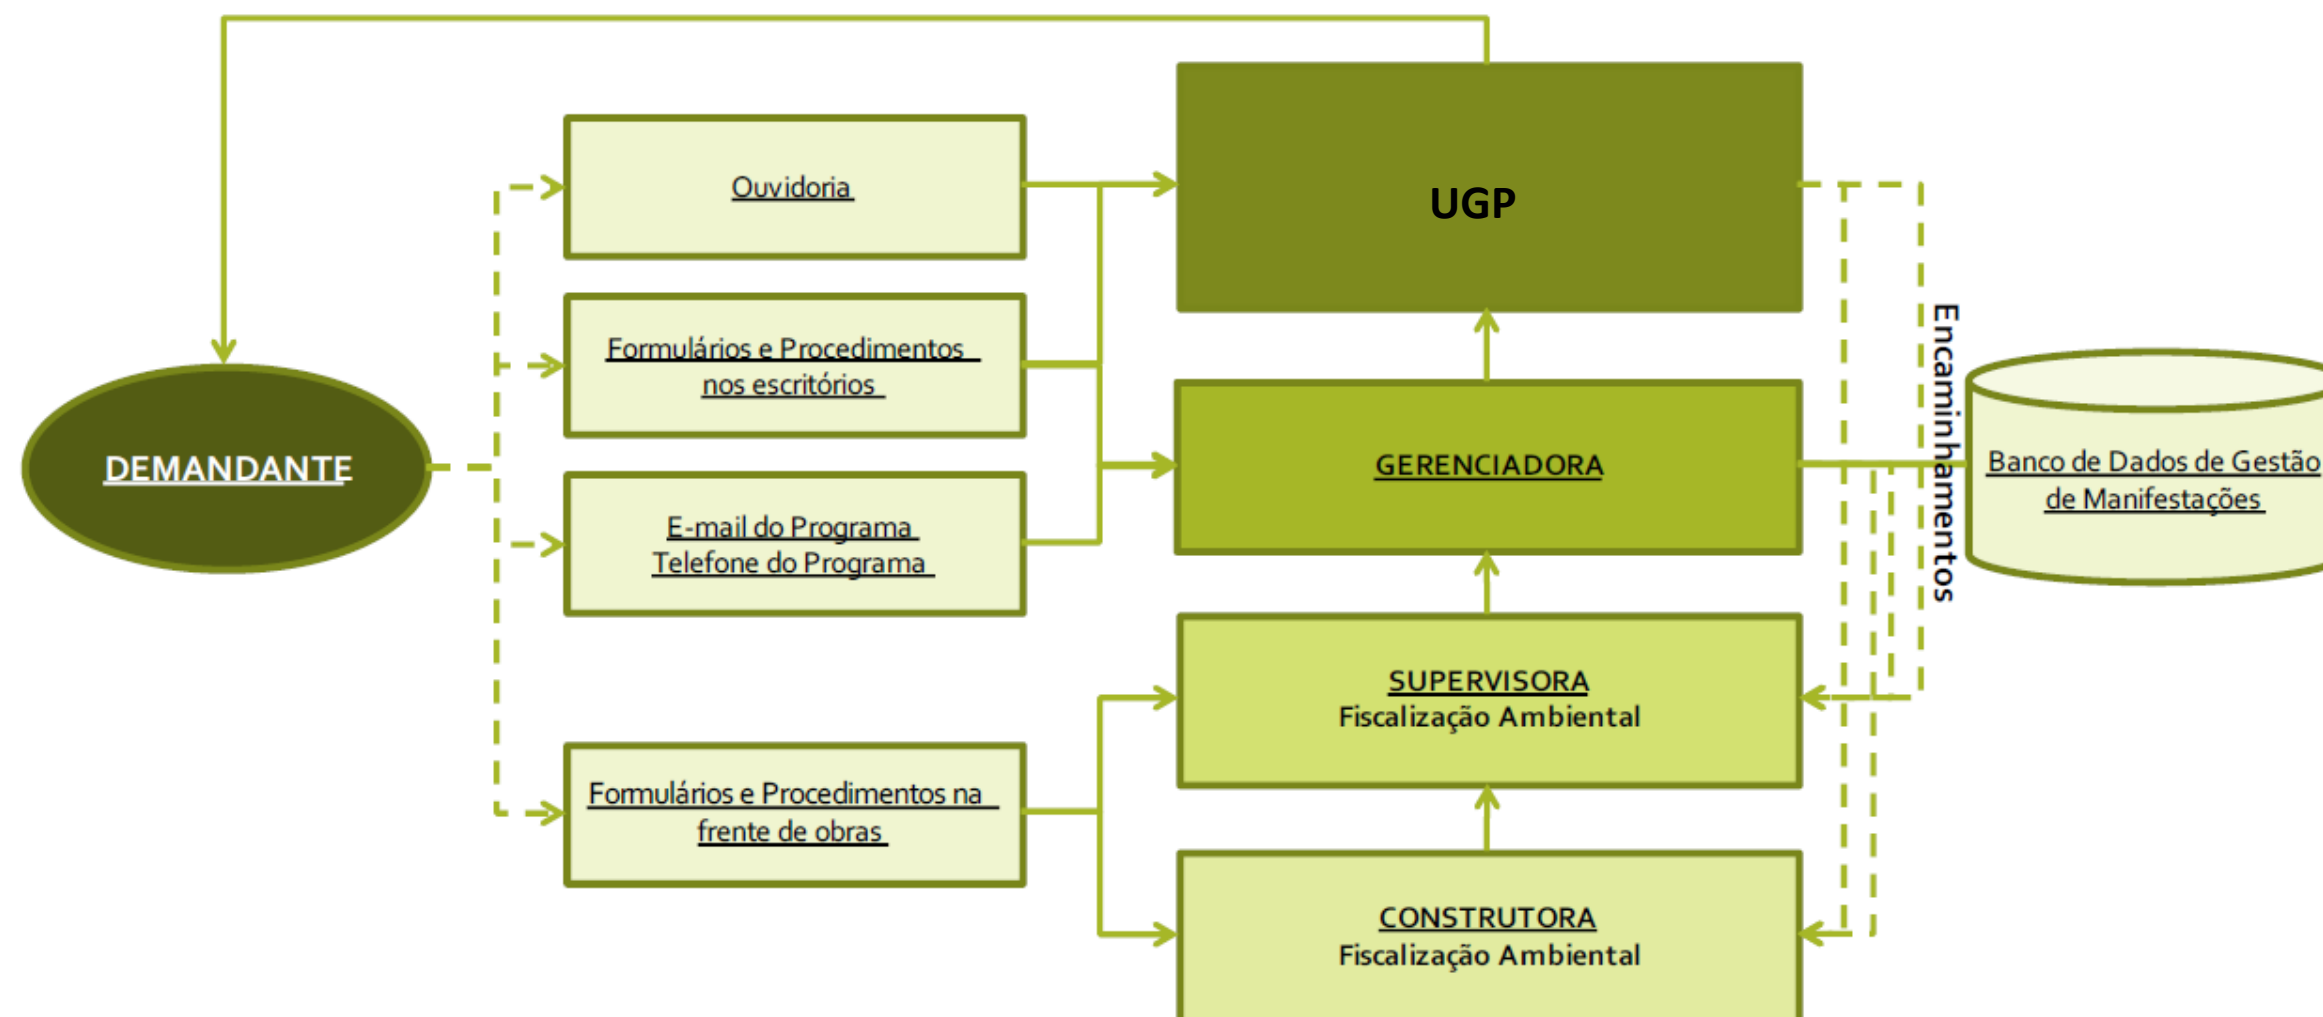 Ouvidoria
UGP
Formulários e Procedimentos
nos escritórios
DEMANDANTE
E-mail do Programa
Telefone do Programa
GERENCIADORA
Encaminhamentos
Banco de Dados de Gestão
de Manifestações
SUPERVISORA
Fiscalização Ambiental
Formulários e Procedimentos na
frente de obras
CONSTRUTORA
Fiscalização Ambiental